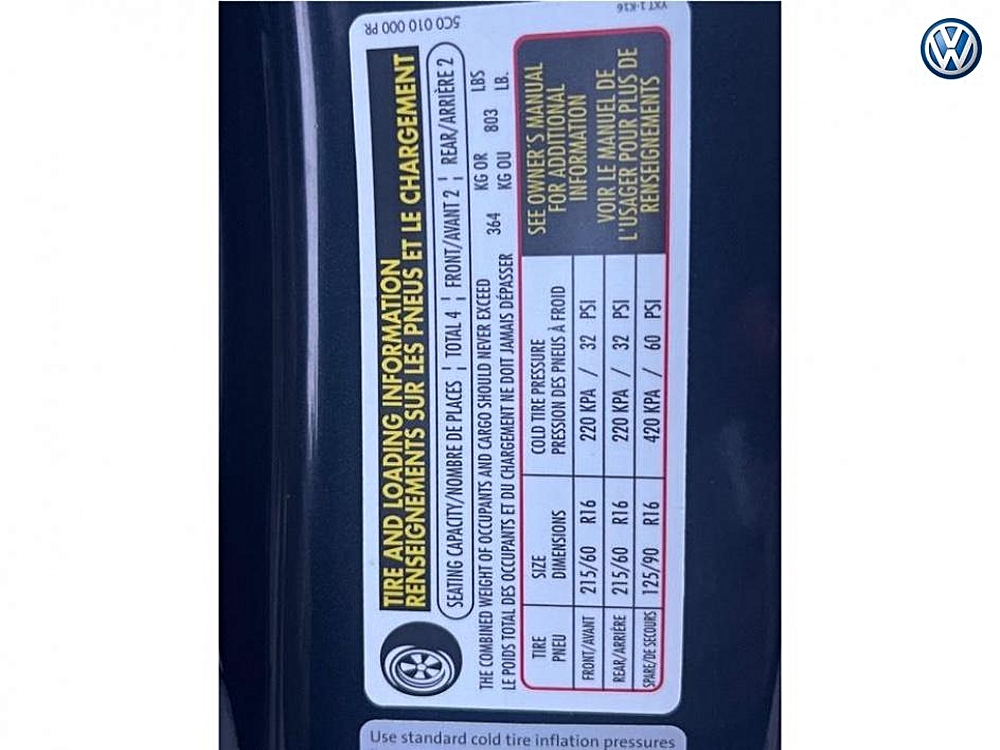 5C0 010 000 PR
YXT 1-K16
TIRE AND LOADING INFORMATION
RENSEIGNEMENTS SUR LES PNEUS ET LE CHARGEMENT
SEATING CAPACITY/NOMBRE DE PLACES ¦ TOTAL 4 ¦ FRONT/AVANT 2 ¦ REAR/ARRIÈRE 2
THE COMBINED WEIGHT OF OCCUPANTS AND CARGO SHOULD NEVER EXCEED 364 KG OR 803 LBS
LE POIDS TOTAL DES OCCUPANTS ET DU CHARGEMENT NE DOIT JAMAIS DÉPASSER KG OU LB.
TIRE SIZE COLD TIRE PRESSURE
PNEU DIMENSIONS PRESSION DES PNEUS À FROID
FRONT/AVANT 215/60 R16 220 KPA / 32 PSI
REAR/ARRIÈRE 215/60 R16 220 KPA / 32 PSI
SPARE/DE SECOURS 125/90 R16 420 KPA / 60 PSI
SEE OWNER'S MANUAL
FOR ADDITIONAL
INFORMATION
VOIR LE MANUEL DE
L'USAGER POUR PLUS DE
RENSEIGNEMENTS
Use standard cold tire inflation pressures
VW